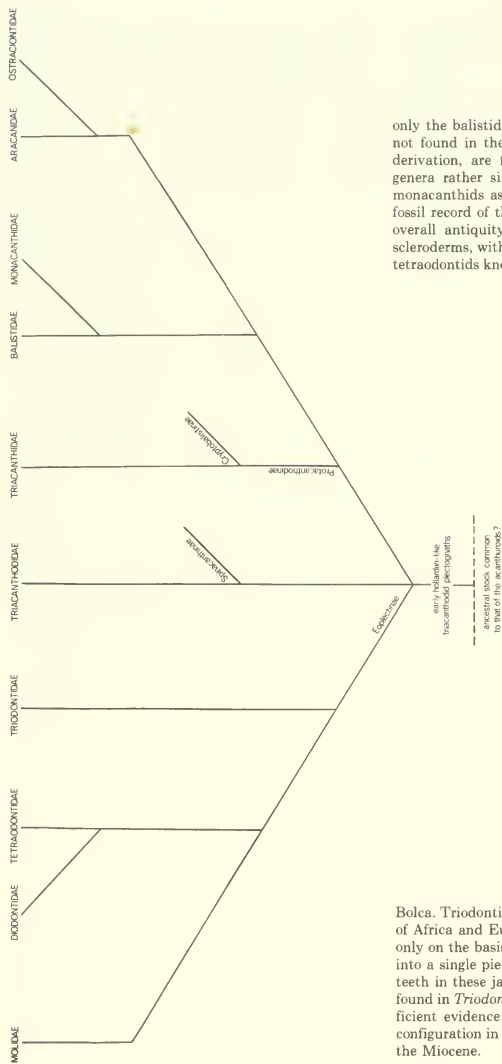 OSTRACIONTIDAE
ARACANIDAE
MONACANTHIDAE
BALISTIDAE
TRIACANTHIDAE
TRIACANTHODIDAE
TRIODONTIDAE
TETRAODONTIDAE
DIODONTIDAE
MOLIDAE
Cryptobalistinae
Protacanthodinae
Spinacanthinae
Eoplectinae
early hollardiin-like
triacanthodid plectognaths
ancestral stock common
to that of the acanthuroids?
only the balistid
not found in the
derivation, are
genera rather si
monacanthids as
fossil record of th
overall antiquity
scleroderms, with
tetraodontids kno
Bolca. Triodonti
of Africa and Eu
only on the basis
into a single piec
teeth in these ja
found in Triodon
ficient evidence
configuration in
the Miocene.